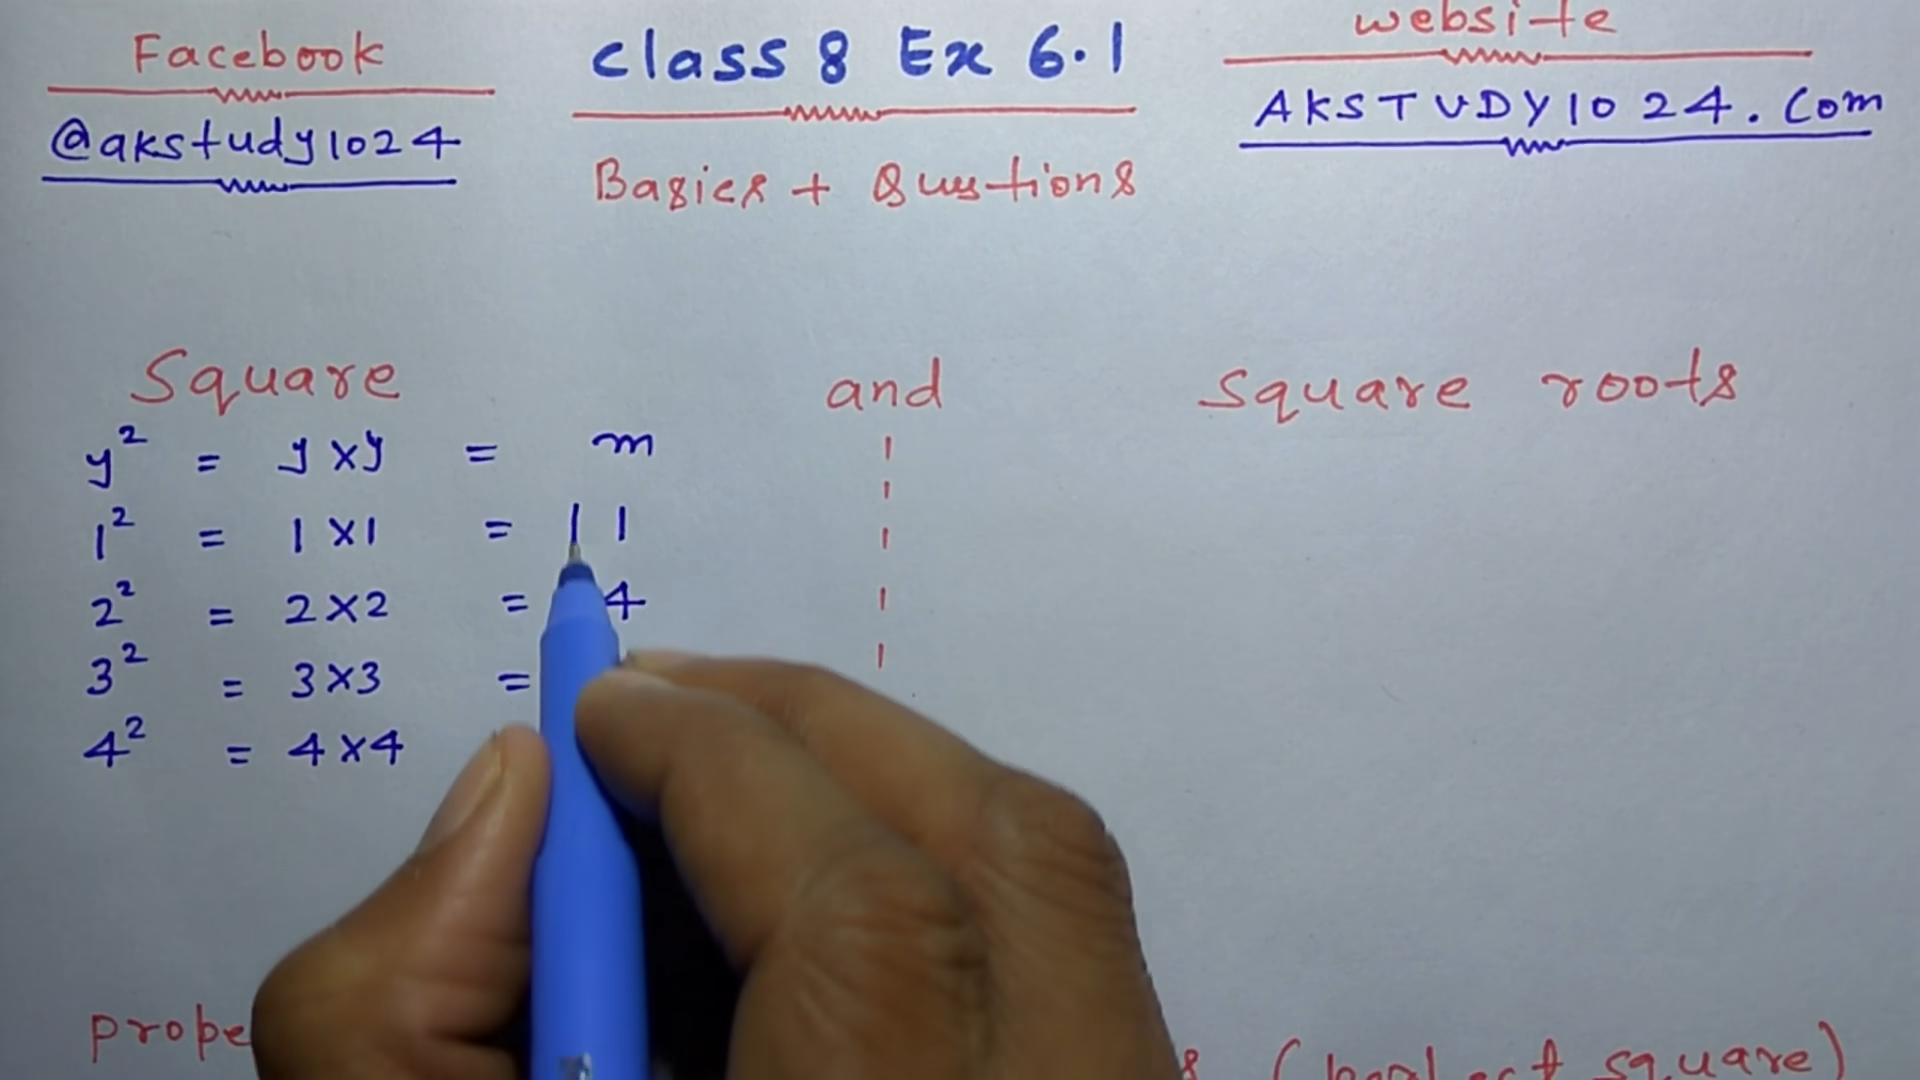 Facebook
@akstudy1024
class 8 Ex 6.1
Basics + Questions
website
AKSTUDY1024.Com
Square and square roots
y² = y×y = m
1² = 1×1 = | 1
2² = 2×2 = 4
3² = 3×3 =
4² = 4×4
square)